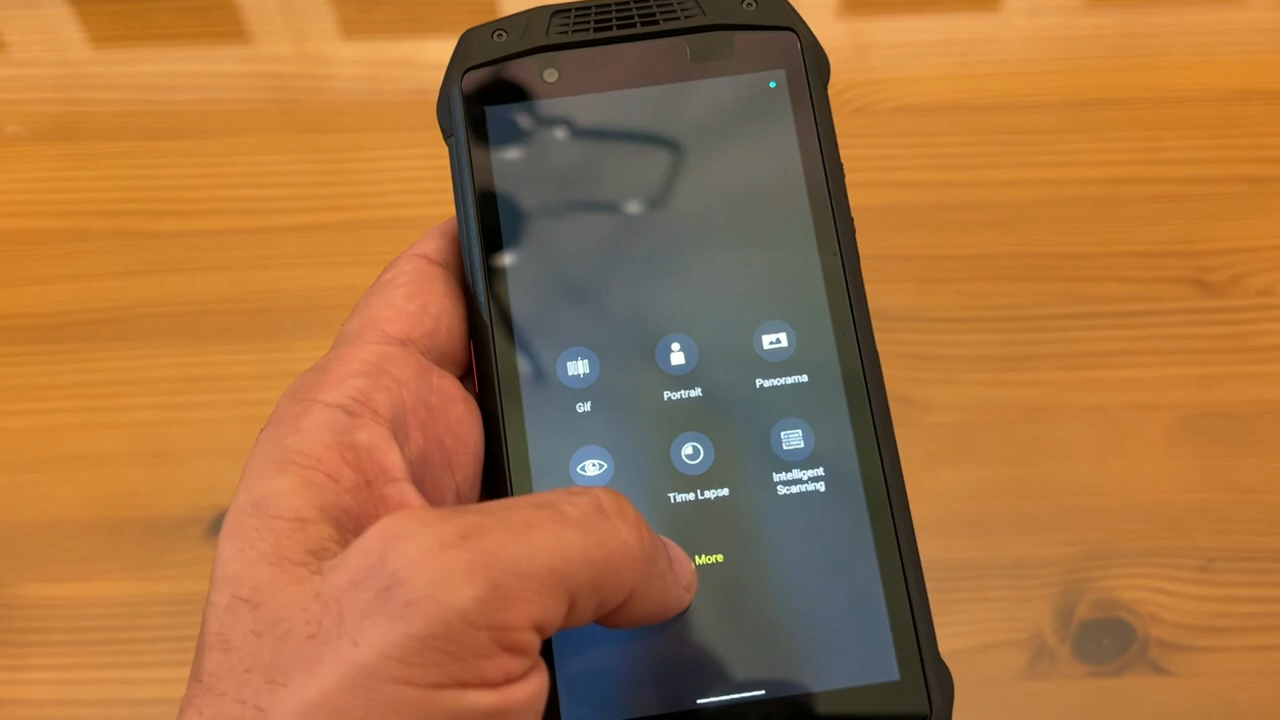 Gif
Portrait
Panorama
Time Lapse
Intelligent
Scanning
More